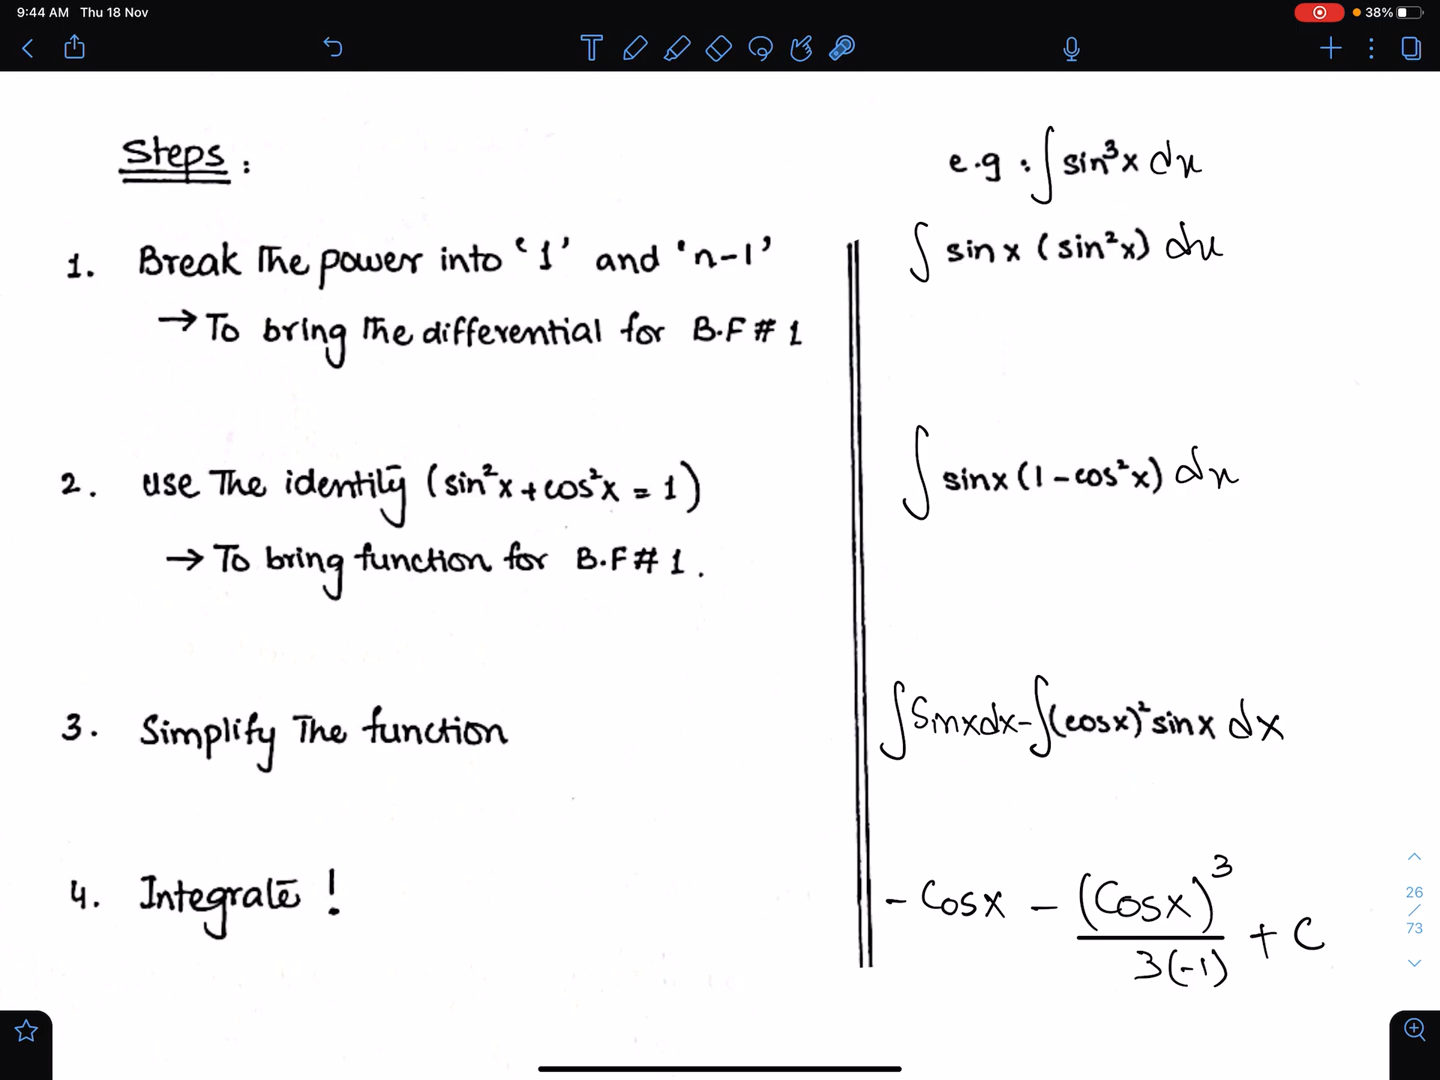 9:44 AM Thu 18 Nov
38%
Steps :
1. Break The power into ‘1’ and ‘n-1’
→ To bring The differential for B.F # 1
2. use The identity (sin²x + cos²x = 1)
→ To bring function for B.F # 1.
3. Simplify The function
4. Integrate !
e.g : ∫ sin³x dx
∫ sin x (sin²x) dx
∫ sinx (1 - cos²x) dx
∫ Sinxdx - ∫ (cosx)² sinx dx
- Cosx - (Cosx)³ / 3(-1) + C
26
/
73